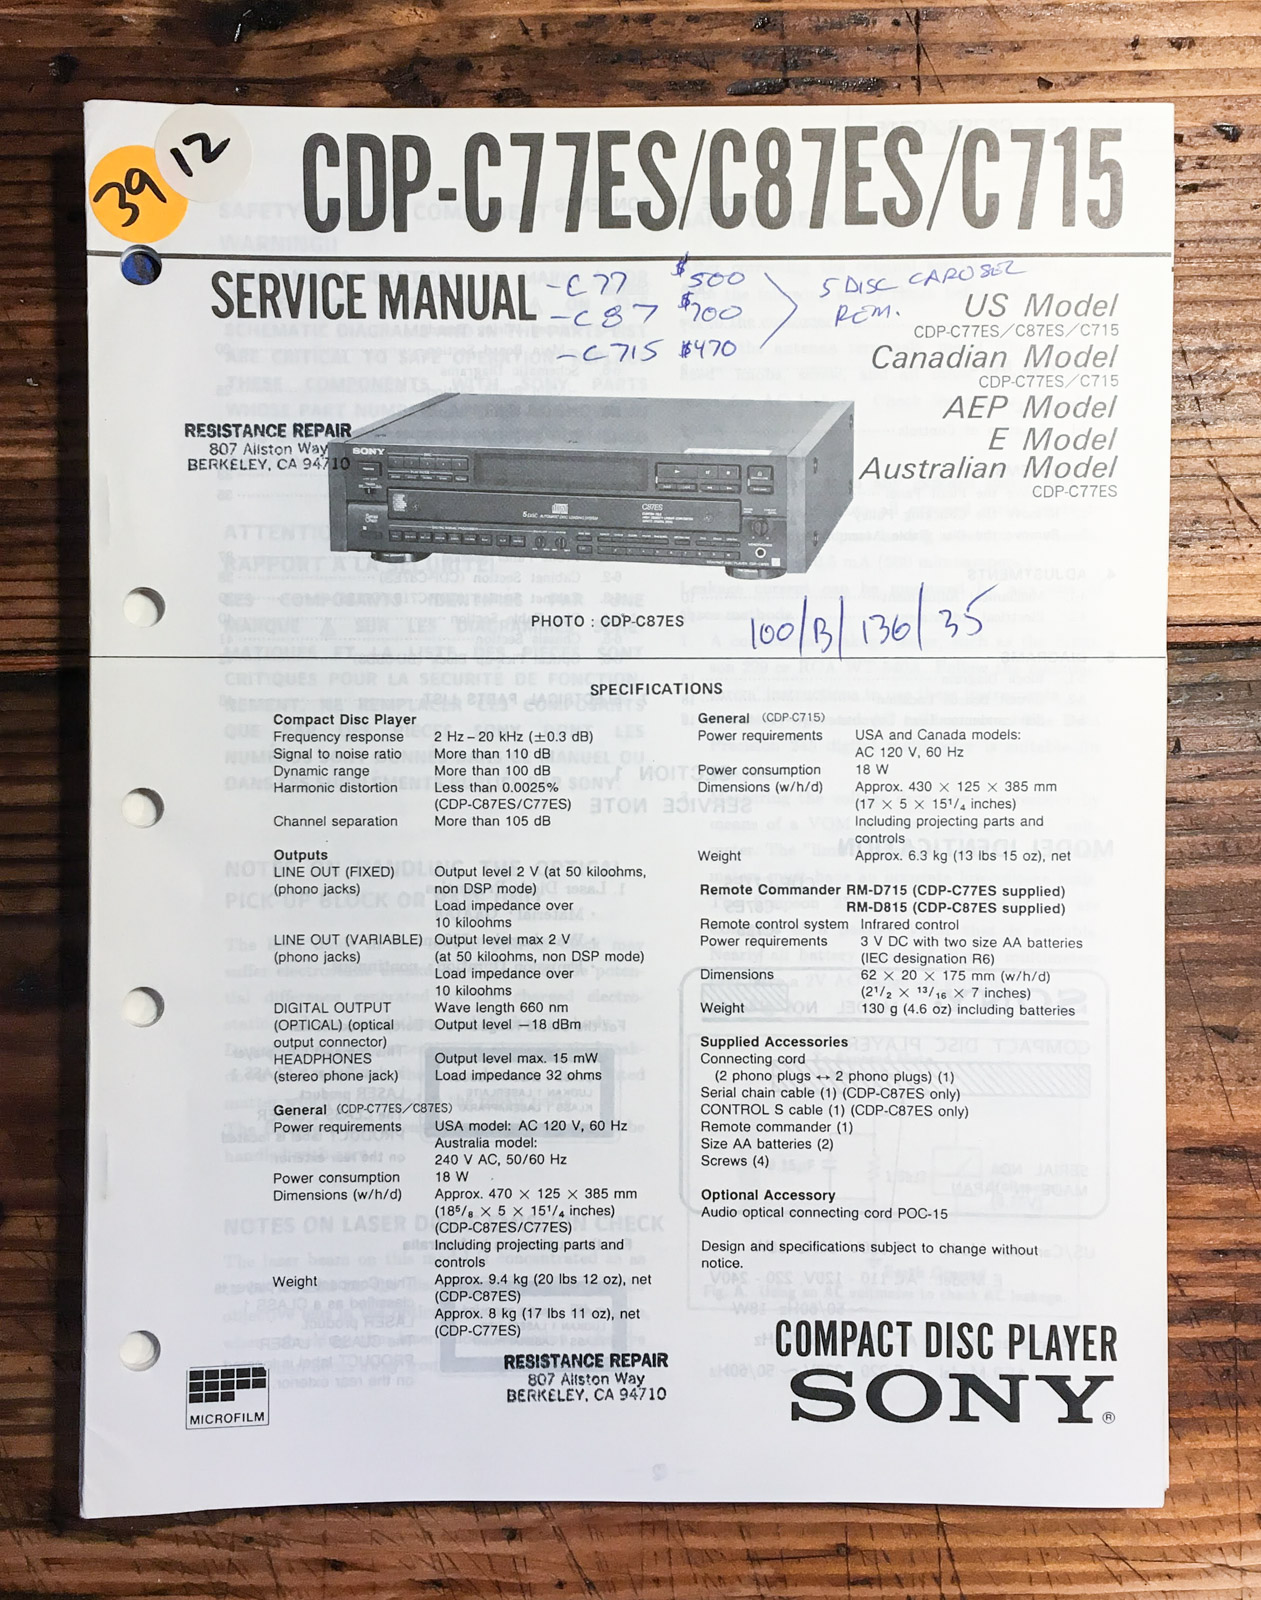 39
12
CDP-C77ES/C87ES/C715
SERVICE MANUAL
-C77 $500
-C87 $700
-C715 $470
5 DISC CAROUSEL
REM.
US Model
CDP-C77ES/C87ES/C715
Canadian Model
CDP-C77ES/C715
AEP Model
E Model
Australian Model
CDP-C77ES
RESISTANCE REPAIR
807 Allston Way
BERKELEY, CA 94710
SONY
5 DISC
C87ES
PHOTO : CDP-C87ES
100/B/136/35
SPECIFICATIONS
Compact Disc Player
Frequency response 2 Hz – 20 kHz (±0.3 dB)
Signal to noise ratio More than 110 dB
Dynamic range More than 100 dB
Harmonic distortion Less than 0.0025%
(CDP-C87ES/C77ES)
Channel separation More than 105 dB
Outputs
LINE OUT (FIXED) Output level 2 V (at 50 kiloohms,
(phono jacks) non DSP mode)
Load impedance over
10 kiloohms
LINE OUT (VARIABLE) Output level max 2 V
(phono jacks) (at 50 kiloohms, non DSP mode)
Load impedance over
10 kiloohms
DIGITAL OUTPUT Wave length 660 nm
(OPTICAL) (optical Output level –18 dBm
output connector)
HEADPHONES Output level max. 15 mW
(stereo phone jack) Load impedance 32 ohms
General (CDP-C77ES/C87ES)
Power requirements USA model: AC 120 V, 60 Hz
Australia model:
240 V AC, 50/60 Hz
Power consumption 18 W
Dimensions (w/h/d) Approx. 470 × 125 × 385 mm
(18⁵/₈ × 5 × 15¹/₄ inches)
(CDP-C87ES/C77ES)
Including projecting parts and
controls
Weight Approx. 9.4 kg (20 lbs 12 oz), net
(CDP-C87ES)
Approx. 8 kg (17 lbs 11 oz), net
(CDP-C77ES)
General (CDP-C715)
Power requirements USA and Canada models:
AC 120 V, 60 Hz
Power consumption 18 W
Dimensions (w/h/d) Approx. 430 × 125 × 385 mm
(17 × 5 × 15¹/₄ inches)
Including projecting parts and
controls
Weight Approx. 6.3 kg (13 lbs 15 oz), net
Remote Commander RM-D715 (CDP-C77ES supplied)
RM-D815 (CDP-C87ES supplied)
Remote control system Infrared control
Power requirements 3 V DC with two size AA batteries
(IEC designation R6)
Dimensions 62 × 20 × 175 mm (w/h/d)
(2¹/₂ × ¹³/₁₆ × 7 inches)
Weight 130 g (4.6 oz) including batteries
Supplied Accessories
Connecting cord
(2 phono plugs ↔ 2 phono plugs) (1)
Serial chain cable (1) (CDP-C87ES only)
CONTROL S cable (1) (CDP-C87ES only)
Remote commander (1)
Size AA batteries (2)
Screws (4)
Optional Accessory
Audio optical connecting cord POC-15
Design and specifications subject to change without
notice.
MICROFILM
RESISTANCE REPAIR
807 Allston Way
BERKELEY, CA 94710
COMPACT DISC PLAYER
SONY®